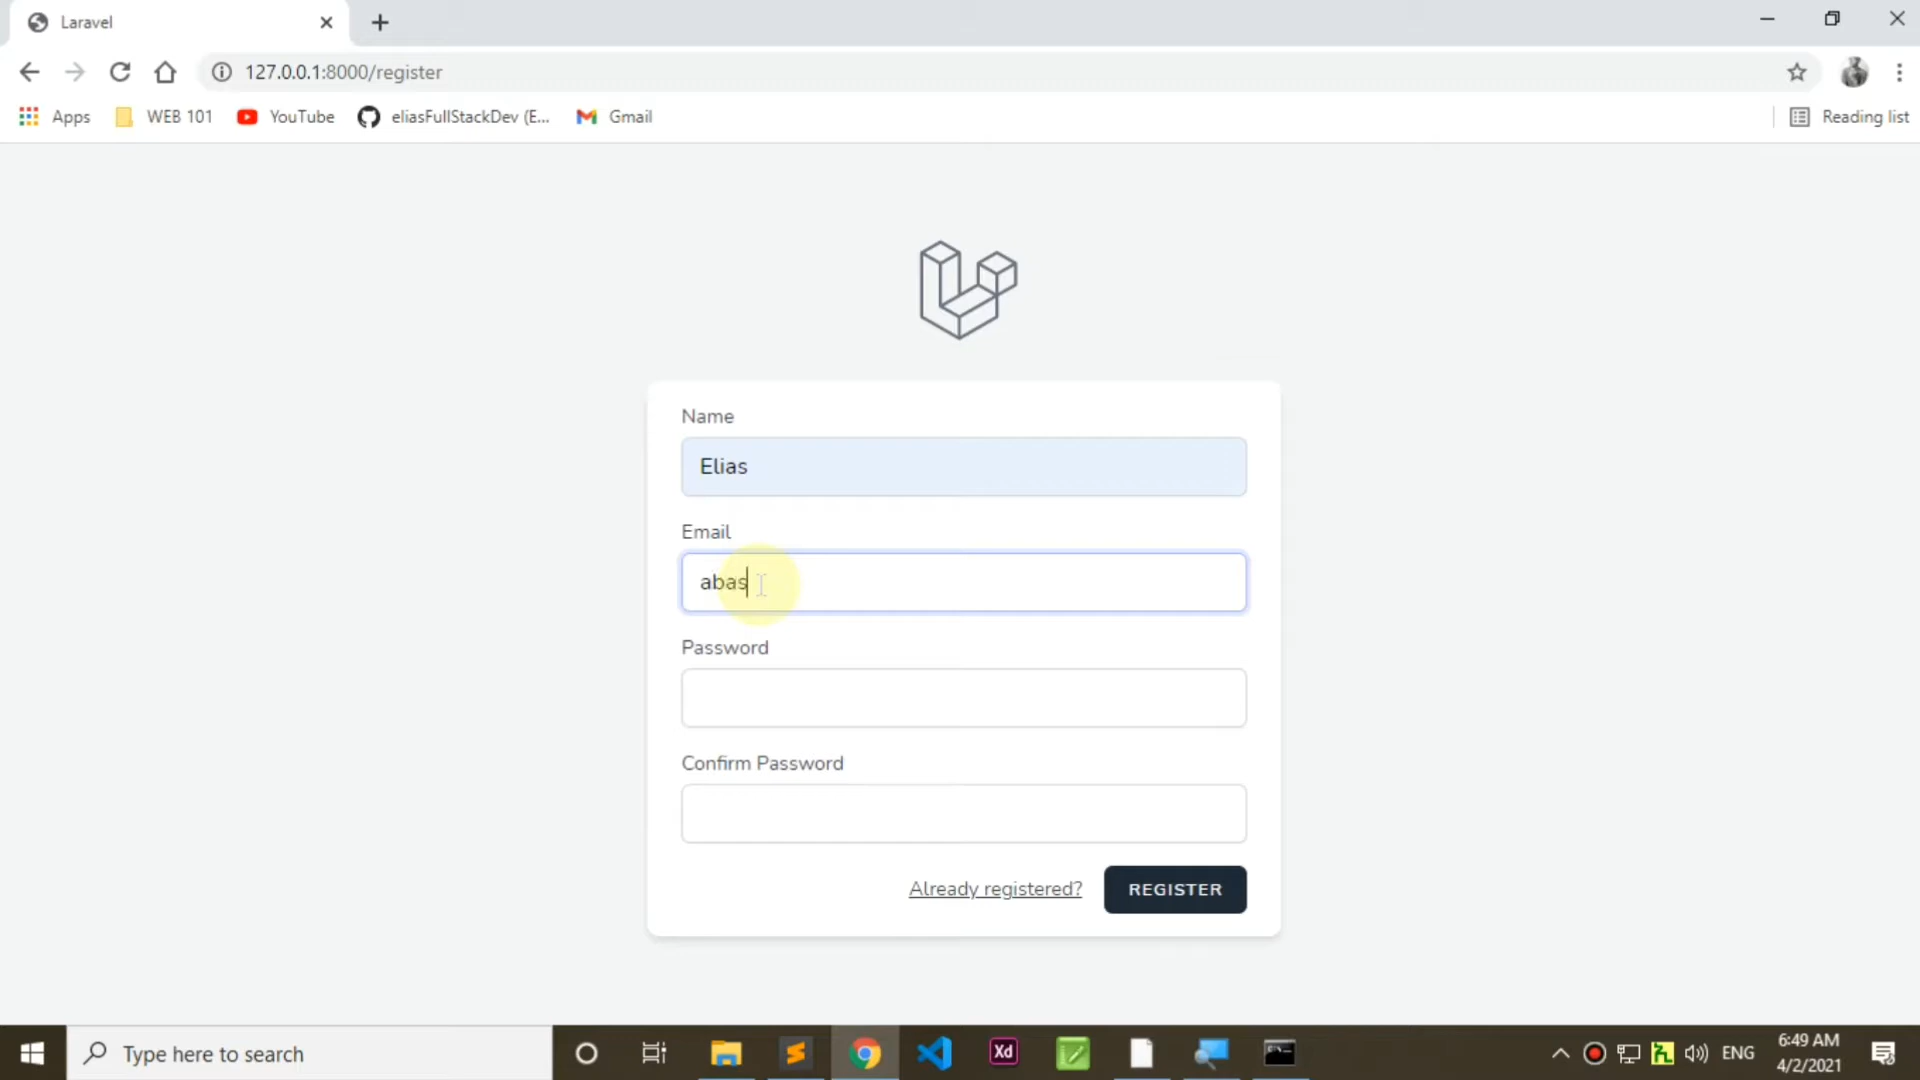 Laravel
127.0.0.1:8000/register
Apps WEB 101 YouTube eliasFullStackDev (E... Gmail Reading list
Name
Elias
Email
abas
Password
Confirm Password
Already registered? REGISTER
Type here to search
Xd
ENG
6:49 AM
4/2/2021